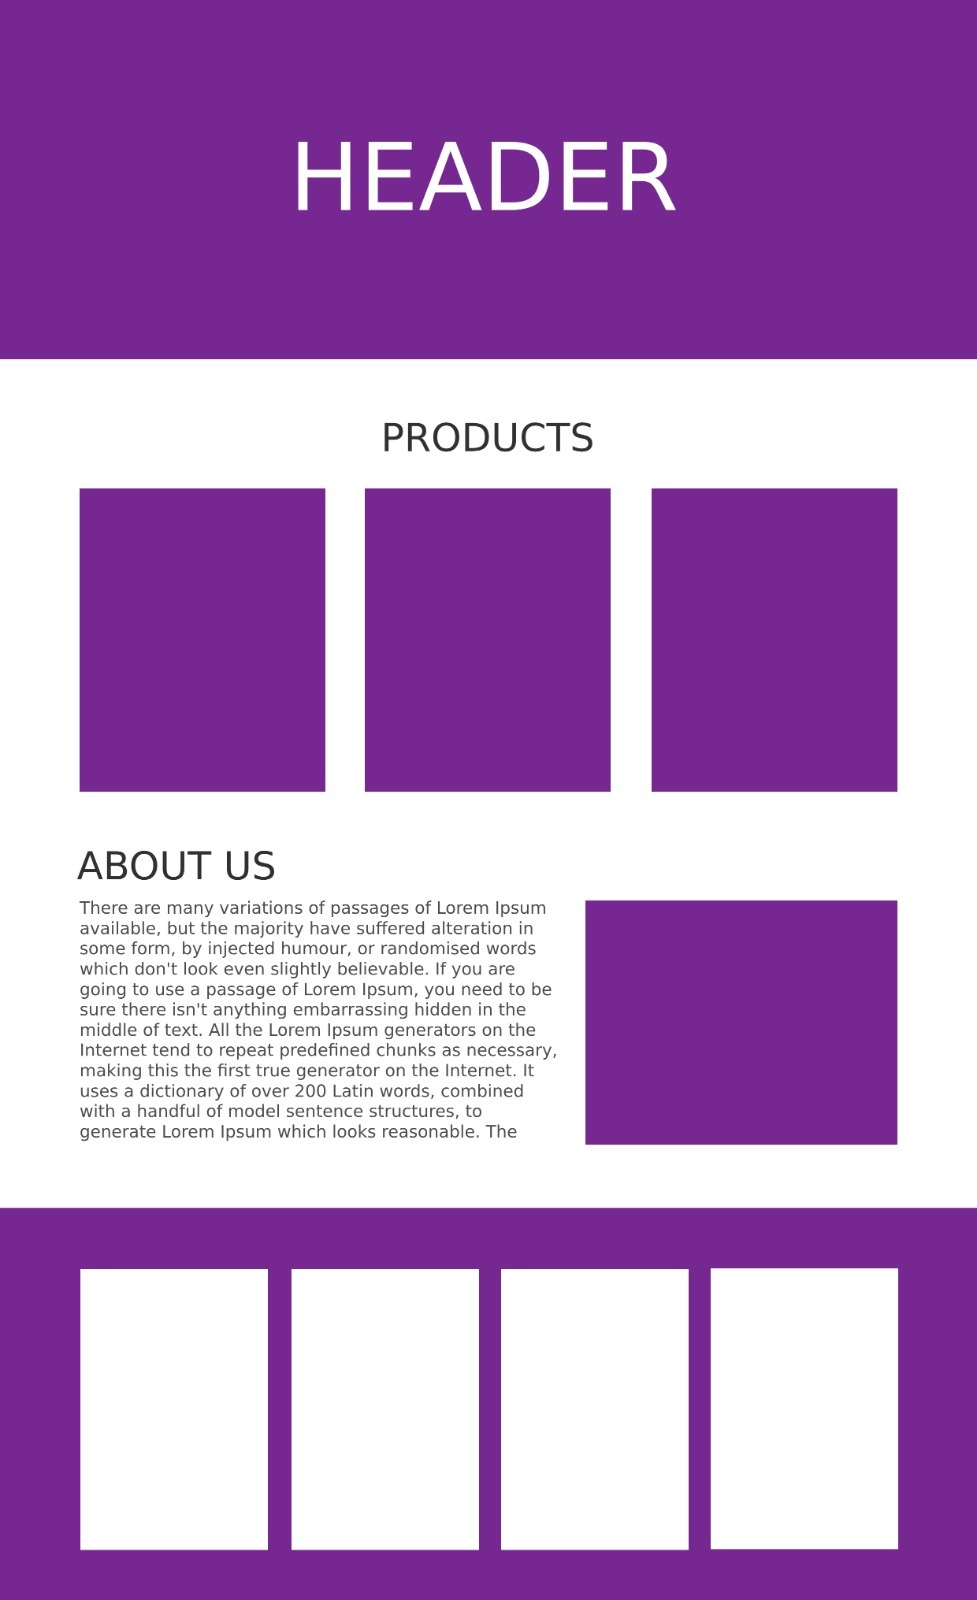 HEADER
PRODUCTS
ABOUT US
There are many variations of passages of Lorem Ipsum
available, but the majority have suffered alteration in
some form, by injected humour, or randomised words
which don't look even slightly believable. If you are
going to use a passage of Lorem Ipsum, you need to be
sure there isn't anything embarrassing hidden in the
middle of text. All the Lorem Ipsum generators on the
Internet tend to repeat predefined chunks as necessary,
making this the first true generator on the Internet. It
uses a dictionary of over 200 Latin words, combined
with a handful of model sentence structures, to
generate Lorem Ipsum which looks reasonable. The